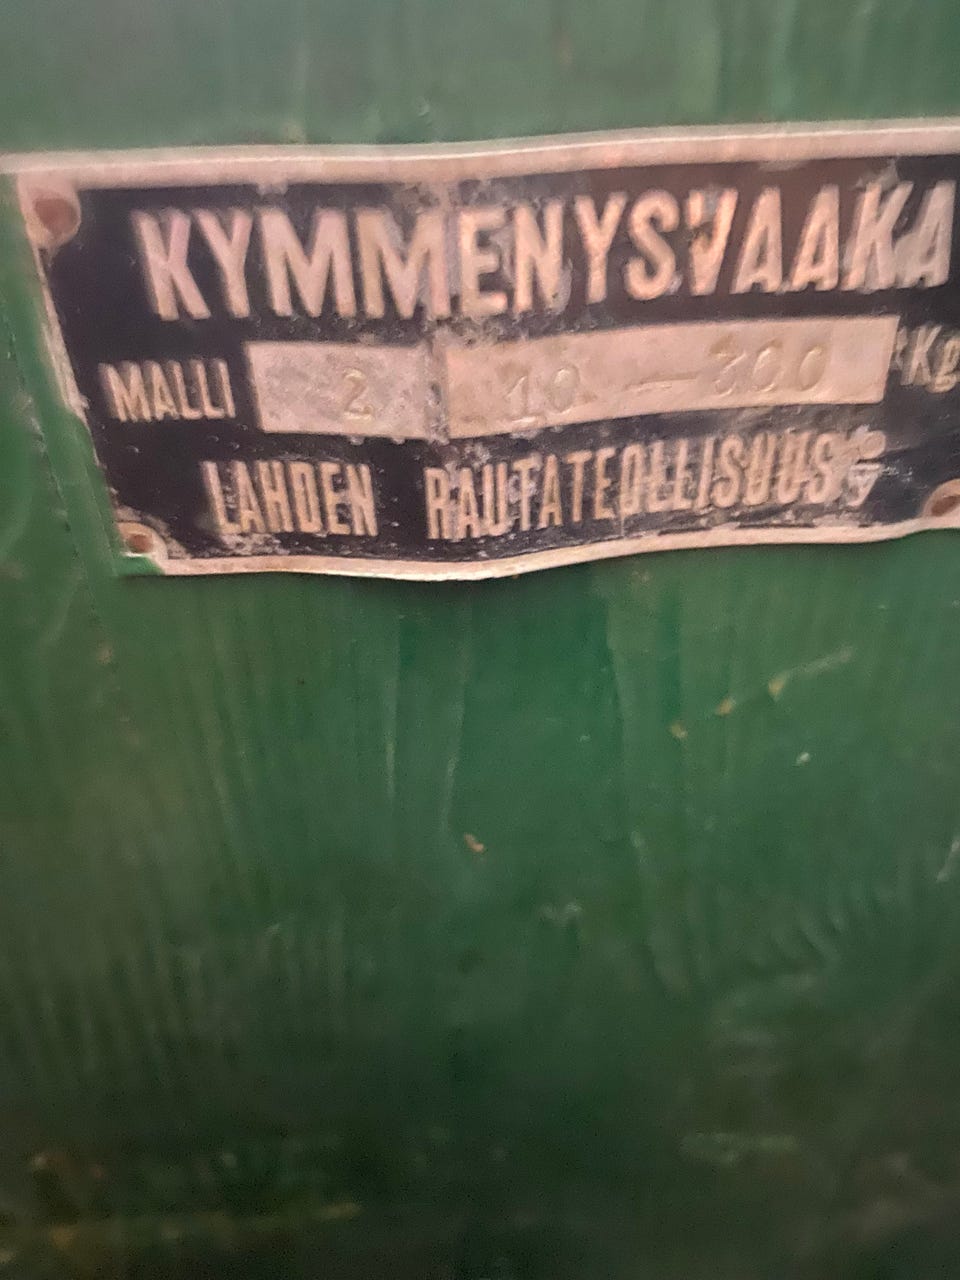 KYMMENYSVAAKA
MALLI 2 10 — 300 Kg
LAHDEN RAUTATEOLLISUUS